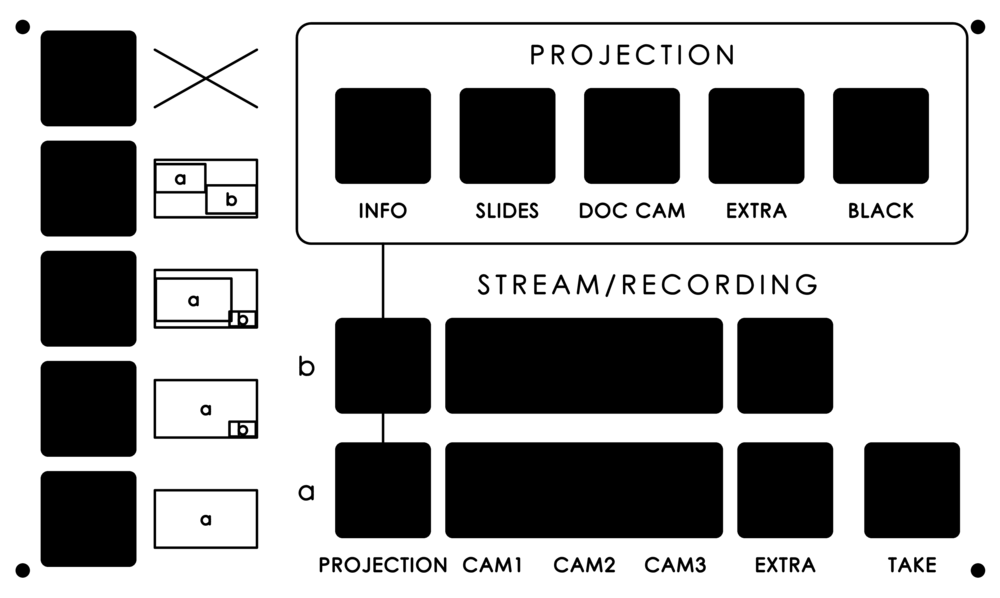 PROJECTION
INFO SLIDES DOC CAM EXTRA BLACK
a
b
a
b
a
b
a
STREAM/RECORDING
b
a
PROJECTION CAM1 CAM2 CAM3 EXTRA TAKE